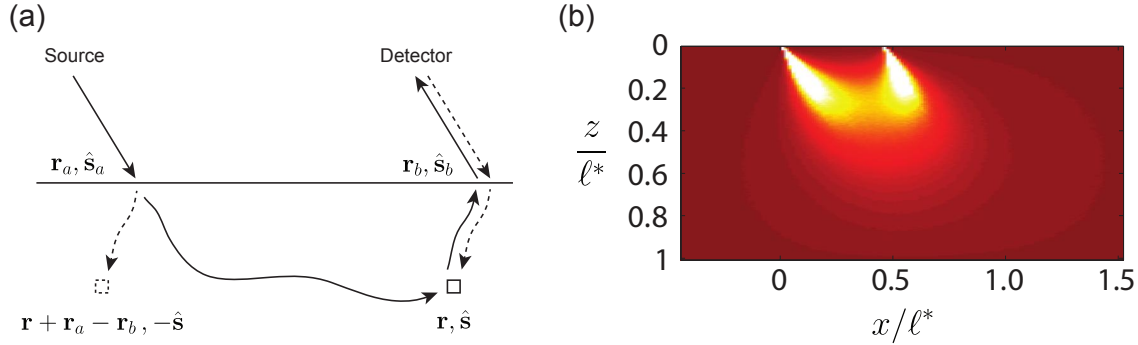 (a)
Source
Detector
r_a, ŝ_a
r_b, ŝ_b
r + r_a − r_b, −ŝ
r, ŝ
(b)
0
0.2
0.4
0.6
0.8
1
z/ℓ*
0
0.5
1.0
1.5
x/ℓ*